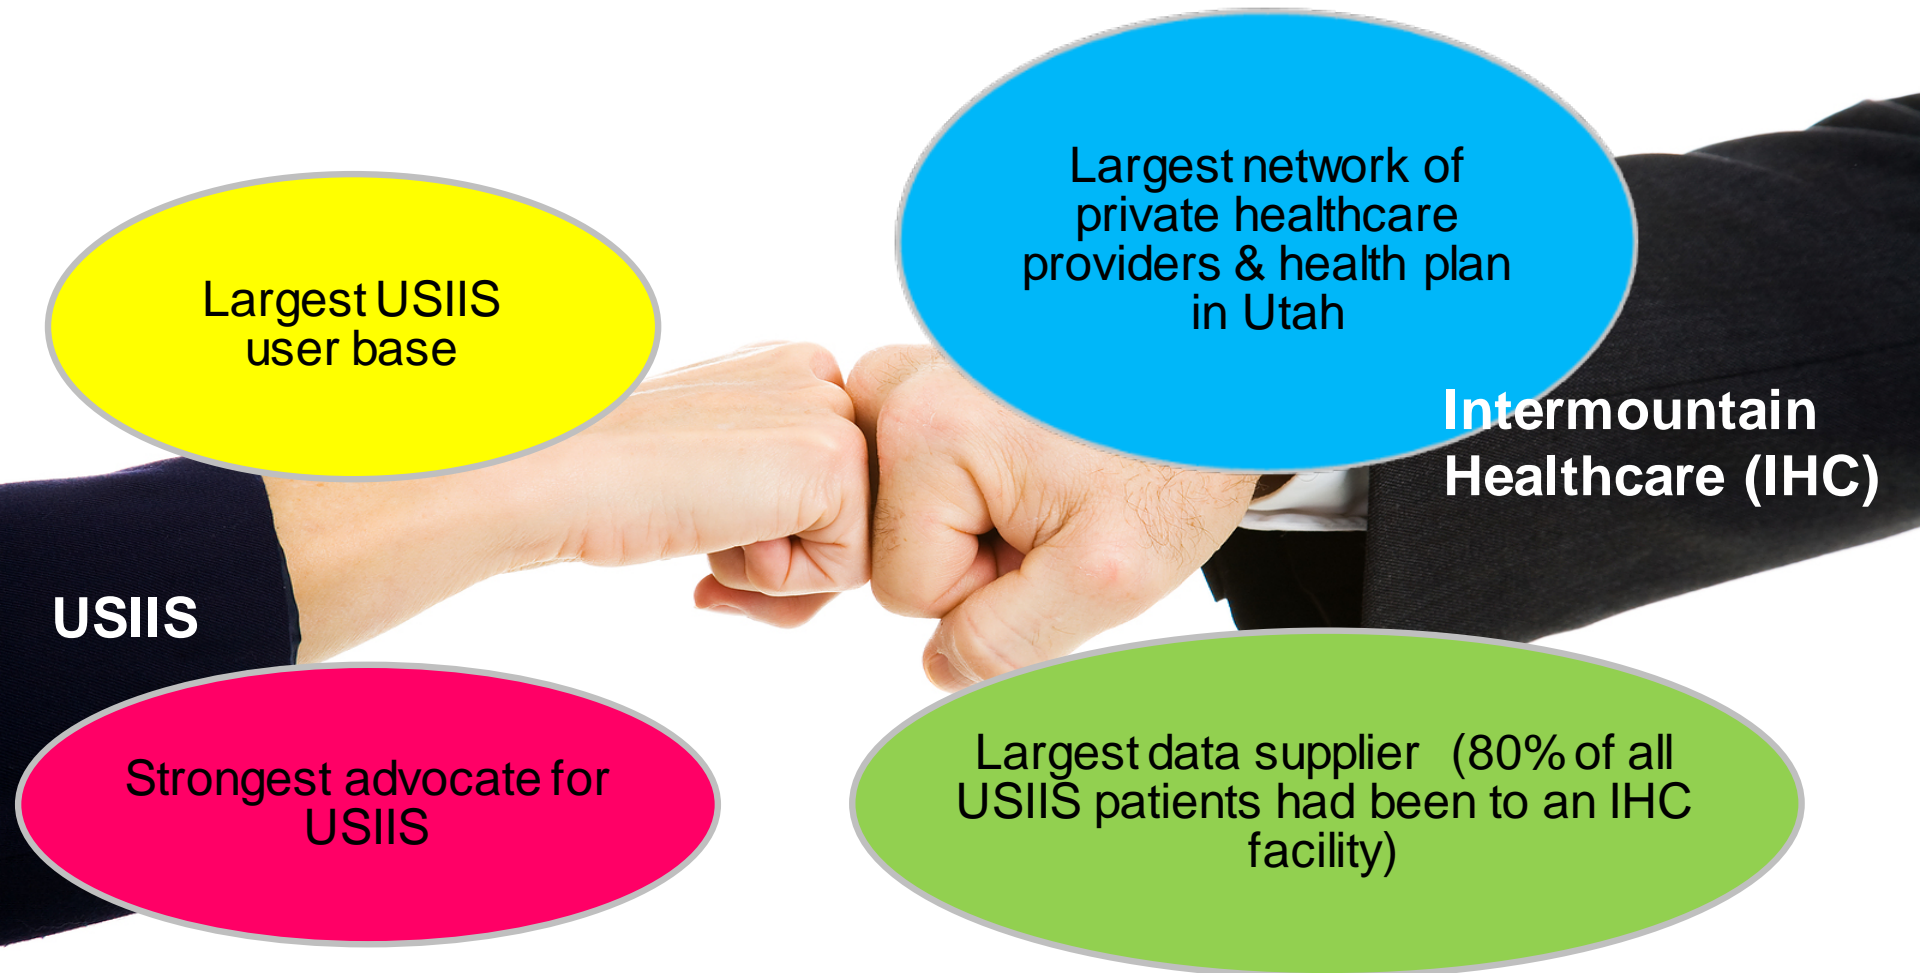 Largest network of
private healthcare
providers & health plan
in Utah
Largest USIIS
user base
Intermountain
Healthcare (IHC)
USIIS
Strongest advocate for
USIIS
Largest data supplier (80% of all
USIIS patients had been to an IHC
facility)